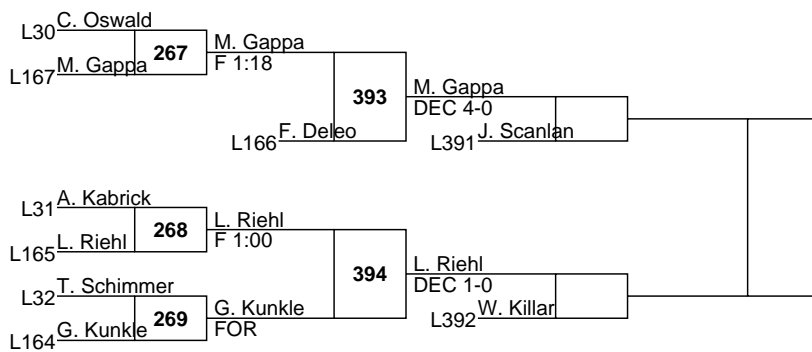 L30 C. Oswald
267
L167 M. Gappa
M. Gappa
F 1:18
393
L166 F. Deleo
M. Gappa
DEC 4-0
L391 J. Scanlan
L31 A. Kabrick
268
L165 L. Riehl
L. Riehl
F 1:00
L32 T. Schimmer
269
L164 G. Kunkle
G. Kunkle
FOR
394
L. Riehl
DEC 1-0
L392 W. Killar